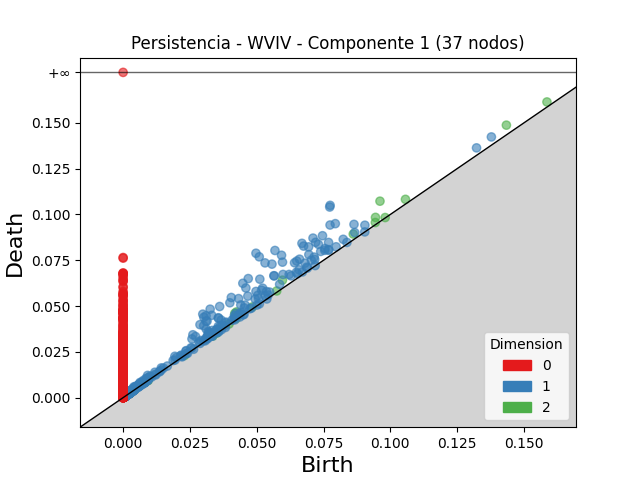 Persistencia - WVIV - Componente 1 (37 nodos)
+∞
0.150
0.125
0.100
0.075
0.050
0.025
0.000
Death
Dimension
0
1
2
0.000 0.025 0.050 0.075 0.100 0.125 0.150
Birth